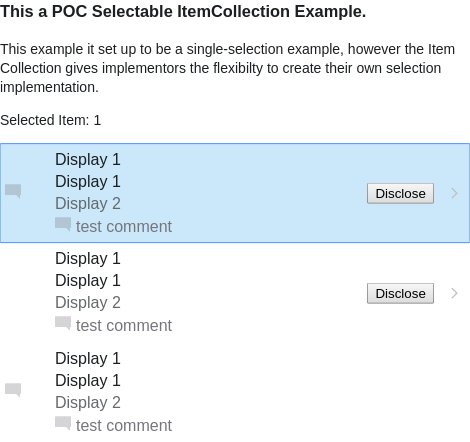 This a POC Selectable ItemCollection Example.
This example it set up to be a single-selection example, however the Item
Collection gives implementors the flexibilty to create their own selection
implementation.
Selected Item: 1
Display 1
Display 1
Disclose
Display 2
test comment
Display 1
Display 1
Disclose
Display 2
test comment
Display 1
Display 1
Display 2
test comment